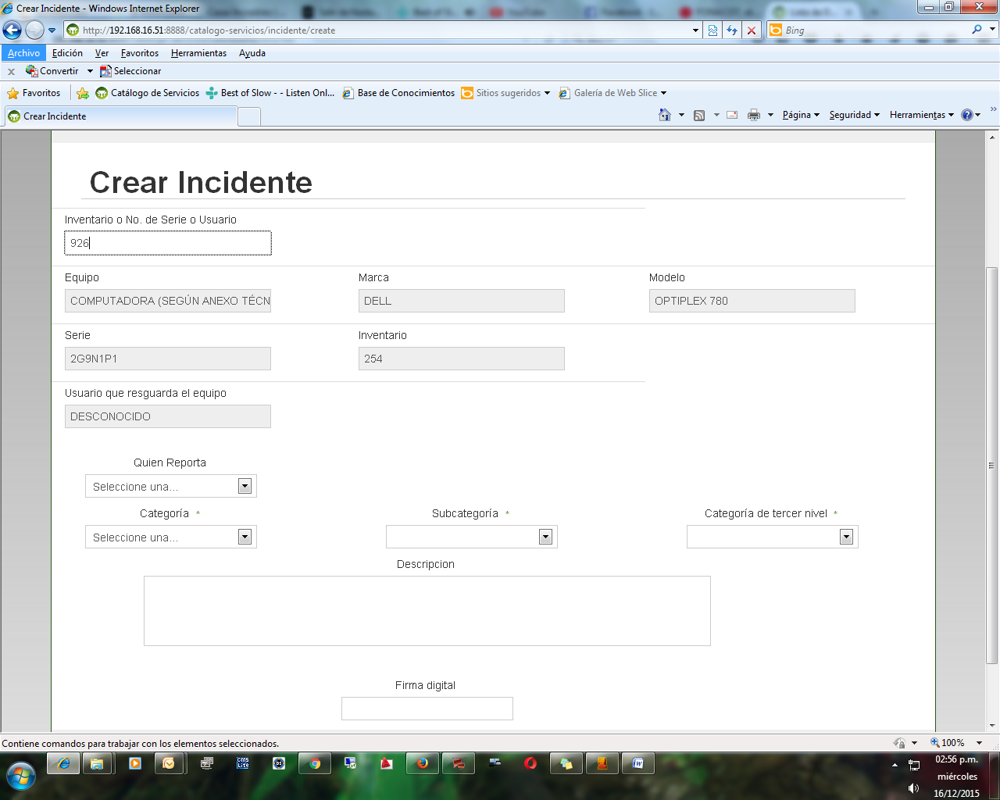 Crear Incidente - Windows Internet Explorer
http://192.168.16.51:8888/catalogo-servicios/incidente/create
Bing
Archivo Edición Ver Favoritos Herramientas Ayuda
x Convertir Seleccionar
Favoritos Catálogo de Servicios Best of Slow - - Listen Onl... Base de Conocimientos Sitios sugeridos Galería de Web Slice
Crear Incidente Página Seguridad Herramientas »
Crear Incidente
Inventario o No. de Serie o Usuario
926
Equipo Marca Modelo
COMPUTADORA (SEGÚN ANEXO TÉCN DELL OPTIPLEX 780
Serie Inventario
2G9N1P1 254
Usuario que resguarda el equipo
DESCONOCIDO
Quien Reporta
Seleccione una...
Categoría * Subcategoría * Categoría de tercer nivel *
Seleccione una...
Descripcion
Firma digital
Contiene comandos para trabajar con los elementos seleccionados.
100%
CMS Lite
02:56 p.m.
miércoles
16/12/2015